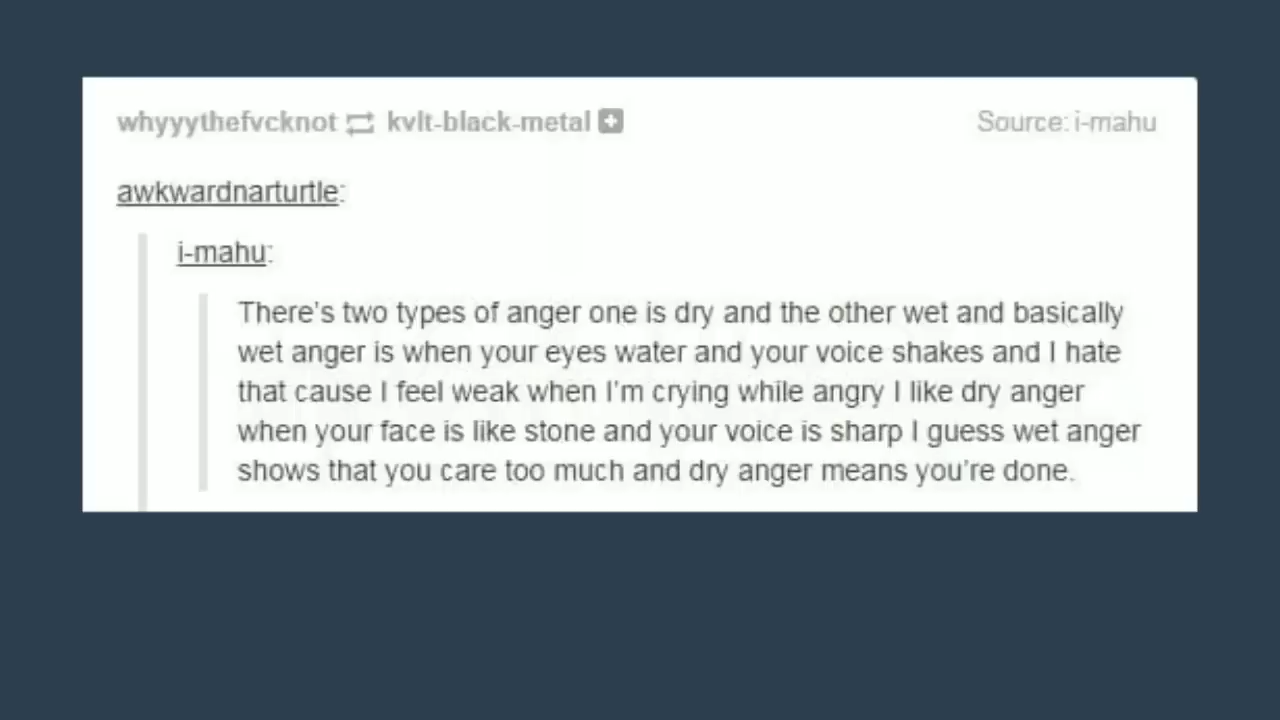 whyyythefvcknot kvlt-black-metal Source: i-mahu
awkwardnarturtle:
i-mahu:
There's two types of anger one is dry and the other wet and basically
wet anger is when your eyes water and your voice shakes and I hate
that cause I feel weak when I'm crying while angry I like dry anger
when your face is like stone and your voice is sharp I guess wet anger
shows that you care too much and dry anger means you're done.